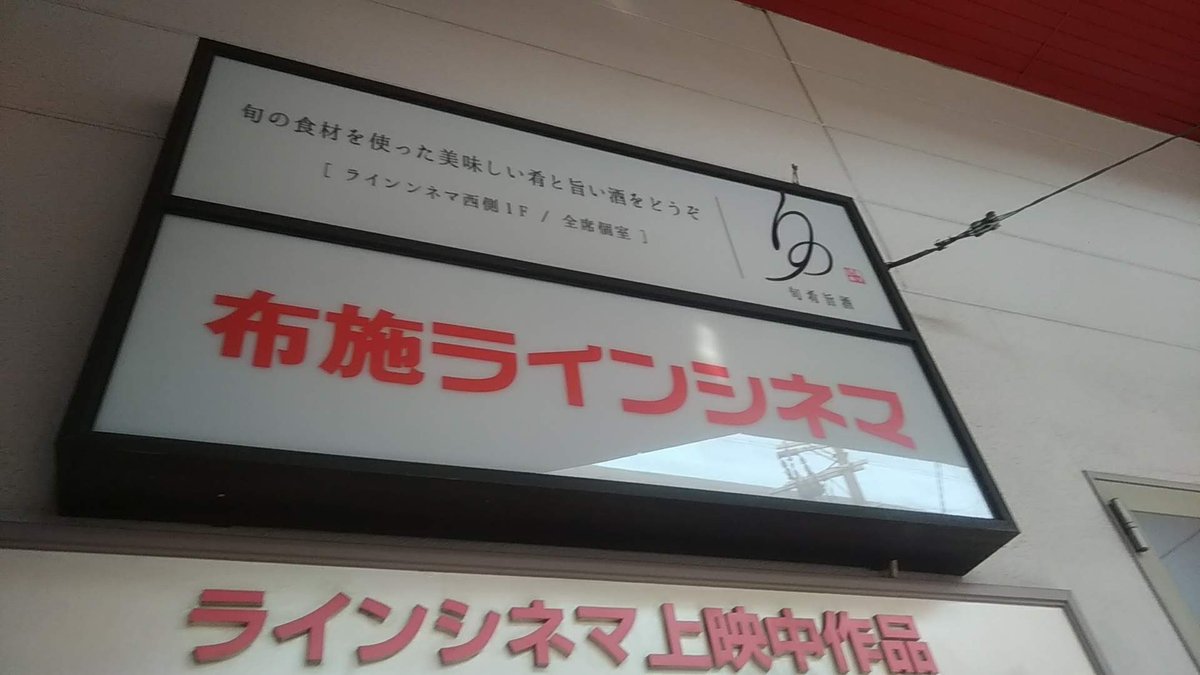 旬の食材を使った美味しい肴と旨い酒をどうぞ
[ ラインンネマ西側1F / 全席個室 ]
旬肴旨酒
布施ラインシネマ
ラインシネマ上映中作品